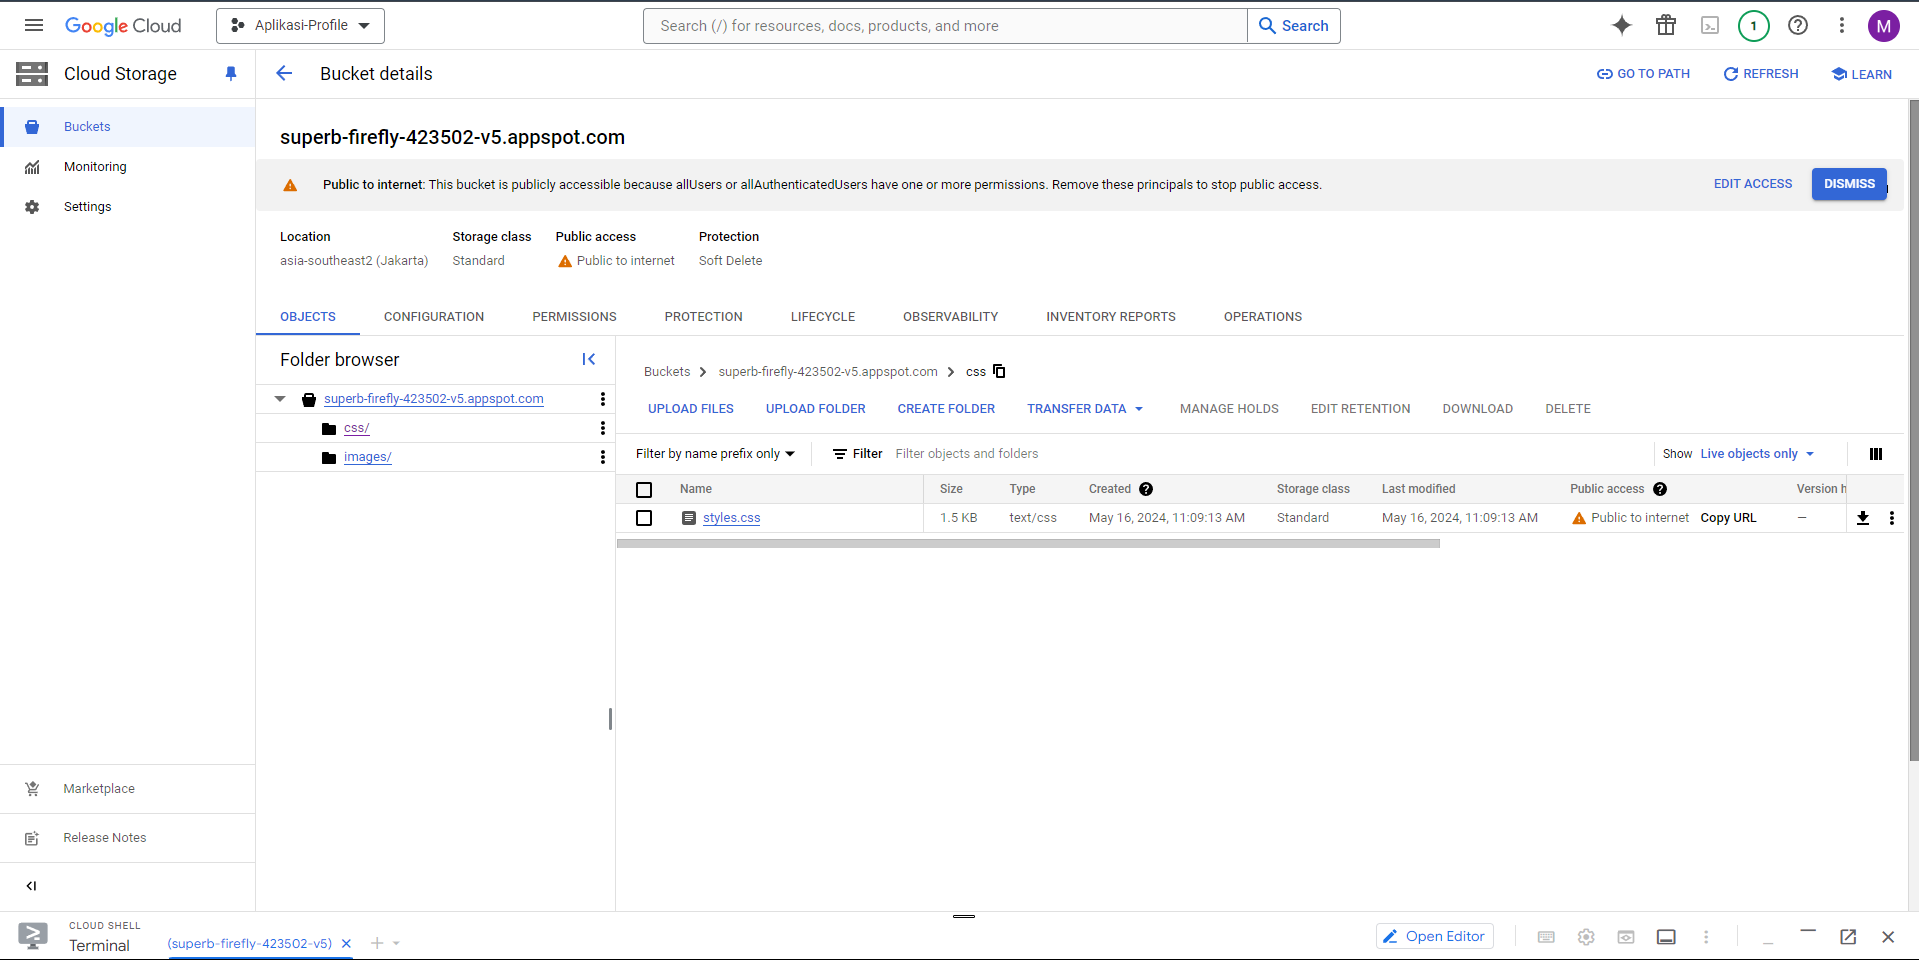 Google Cloud
Aplikasi-Profile
Search (/) for resources, docs, products, and more
Search
1
M
Cloud Storage
Bucket details
GO TO PATH
REFRESH
LEARN
Buckets
Monitoring
Settings
superb-firefly-423502-v5.appspot.com
Public to internet: This bucket is publicly accessible because allUsers or allAuthenticatedUsers have one or more permissions. Remove these principals to stop public access.
EDIT ACCESS
DISMISS
Location Storage class Public access Protection
asia-southeast2 (Jakarta) Standard Public to internet Soft Delete
OBJECTS CONFIGURATION PERMISSIONS PROTECTION LIFECYCLE OBSERVABILITY INVENTORY REPORTS OPERATIONS
Folder browser
superb-firefly-423502-v5.appspot.com
css/
images/
Buckets superb-firefly-423502-v5.appspot.com css
UPLOAD FILES UPLOAD FOLDER CREATE FOLDER TRANSFER DATA MANAGE HOLDS EDIT RETENTION DOWNLOAD DELETE
Filter by name prefix only Filter Filter objects and folders Show Live objects only
Name Size Type Created Storage class Last modified Public access Version h
styles.css 1.5 KB text/css May 16, 2024, 11:09:13 AM Standard May 16, 2024, 11:09:13 AM Public to internet Copy URL —
Marketplace
Release Notes
CLOUD SHELL
Terminal
(superb-firefly-423502-v5)
Open Editor